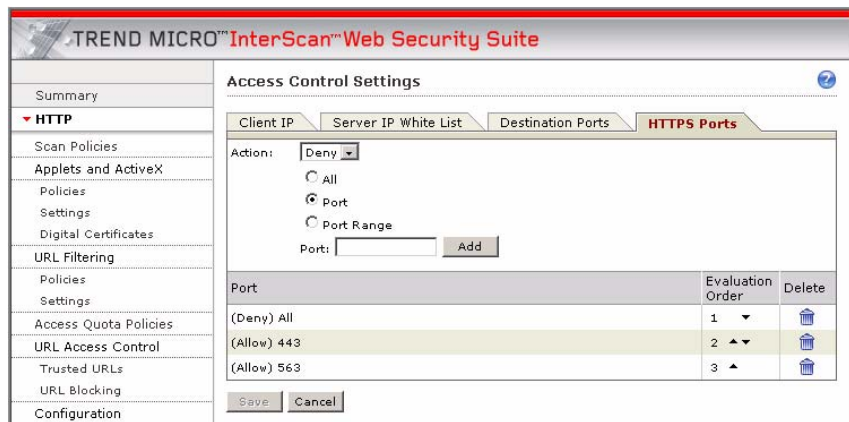 TREND MICRO™ InterScan™ Web Security Suite
Summary
HTTP
Scan Policies
Applets and ActiveX
Policies
Settings
Digital Certificates
URL Filtering
Policies
Settings
Access Quota Policies
URL Access Control
Trusted URLs
URL Blocking
Configuration
Access Control Settings
?
Client IP Server IP White List Destination Ports HTTPS Ports
Action: Deny
All
Port
Port Range
Port: Add
Port Evaluation Order Delete
(Deny) All 1
(Allow) 443 2
(Allow) 563 3
Save Cancel